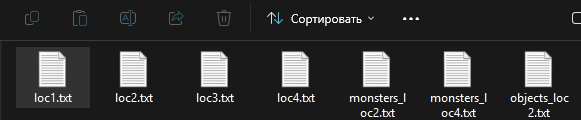 Сортировать
loc1.txt
loc2.txt
loc3.txt
loc4.txt
monsters_l
oc2.txt
monsters_l
oc4.txt
objects_loc
2.txt